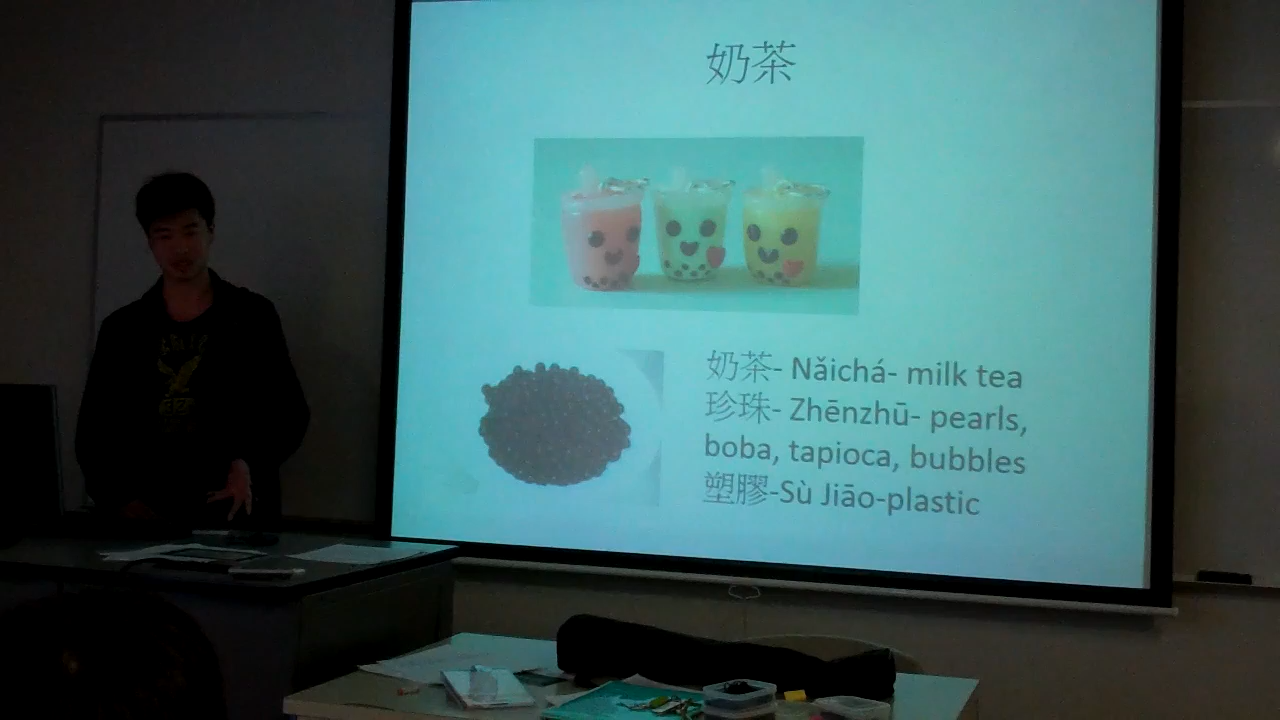 奶茶
奶茶- Nǎichá- milk tea
珍珠- Zhēnzhū- pearls,
boba, tapioca, bubbles
塑膠-Sù Jiāo-plastic